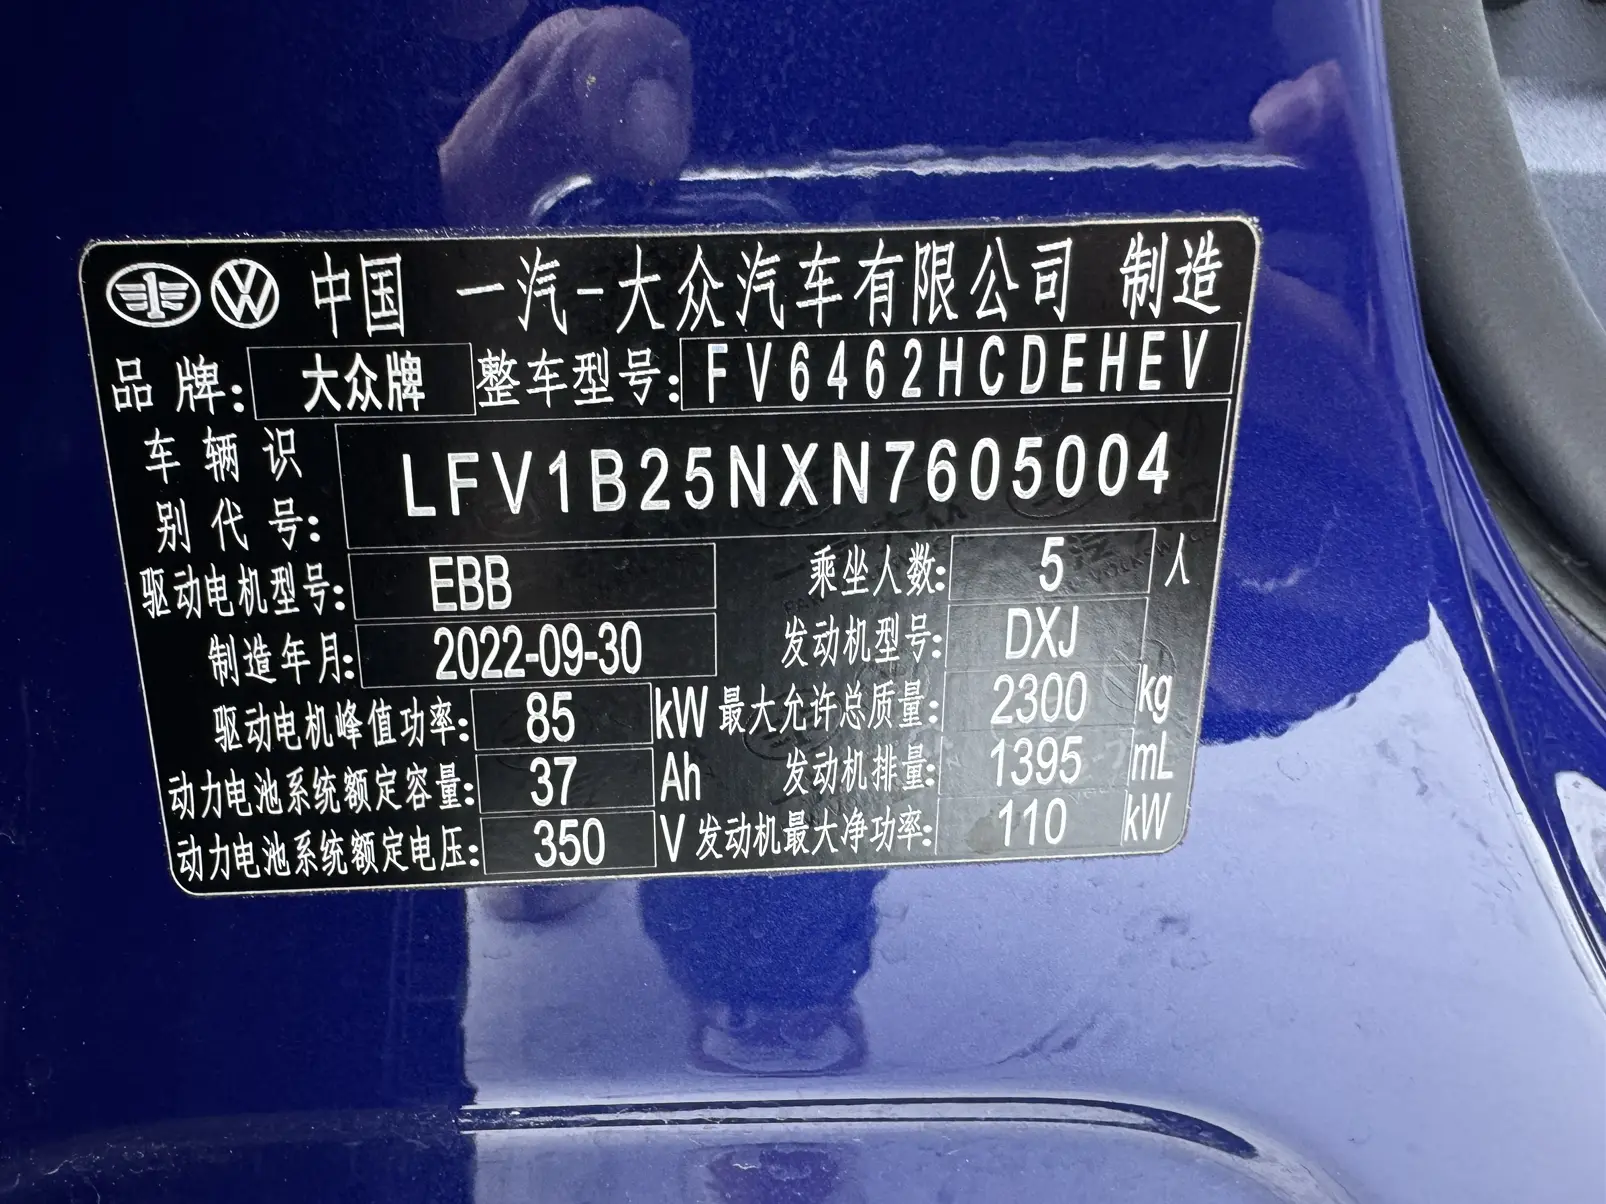 中国 一汽-大众汽车有限公司 制造
品牌: 大众牌 整车型号: FV6462HCDEHEV
车辆识别代号: LFV1B25NXN7605004
驱动电机型号: EBB 乘坐人数: 5 人
制造年月: 2022-09-30 发动机型号: DXJ
驱动电机峰值功率: 85 kW 最大允许总质量: 2300 kg
动力电池系统额定容量: 37 Ah 发动机排量: 1395 mL
动力电池系统额定电压: 350 V 发动机最大净功率: 110 kW